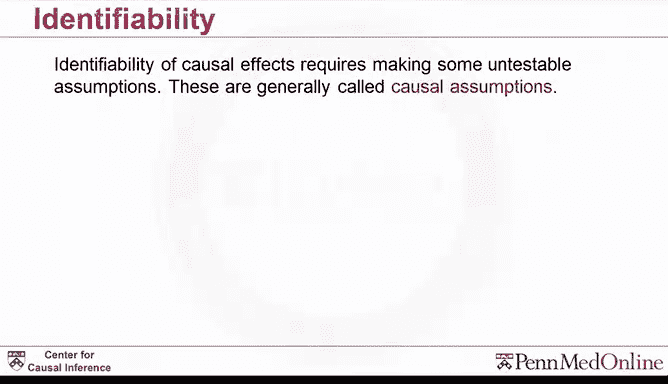 Identifiability
Identifiability of causal effects requires making some untestable
assumptions. These are generally called causal assumptions.
Center for
Causal Inference
PennMedOnline